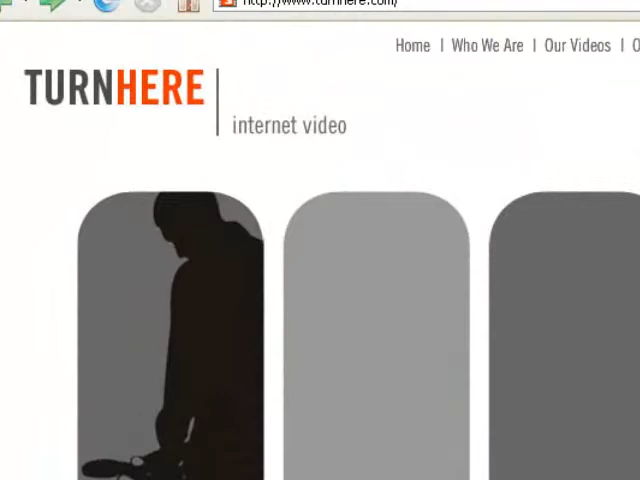 http://www.turnhere.com/
Home | Who We Are | Our Videos |
TURNHERE
internet video